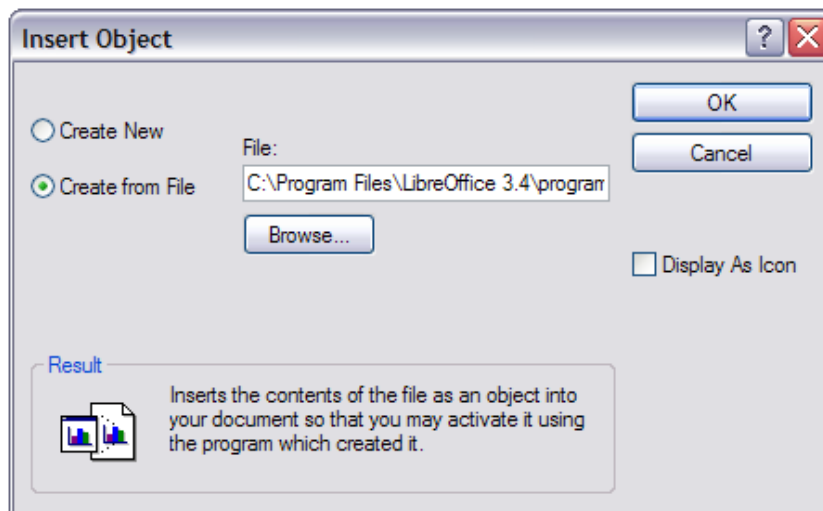 Insert Object
OK
Create New
File:
Cancel
Create from File
C:\Program Files\LibreOffice 3.4\program
Browse...
Display As Icon
Result
Inserts the contents of the file as an object into
your document so that you may activate it using
the program which created it.